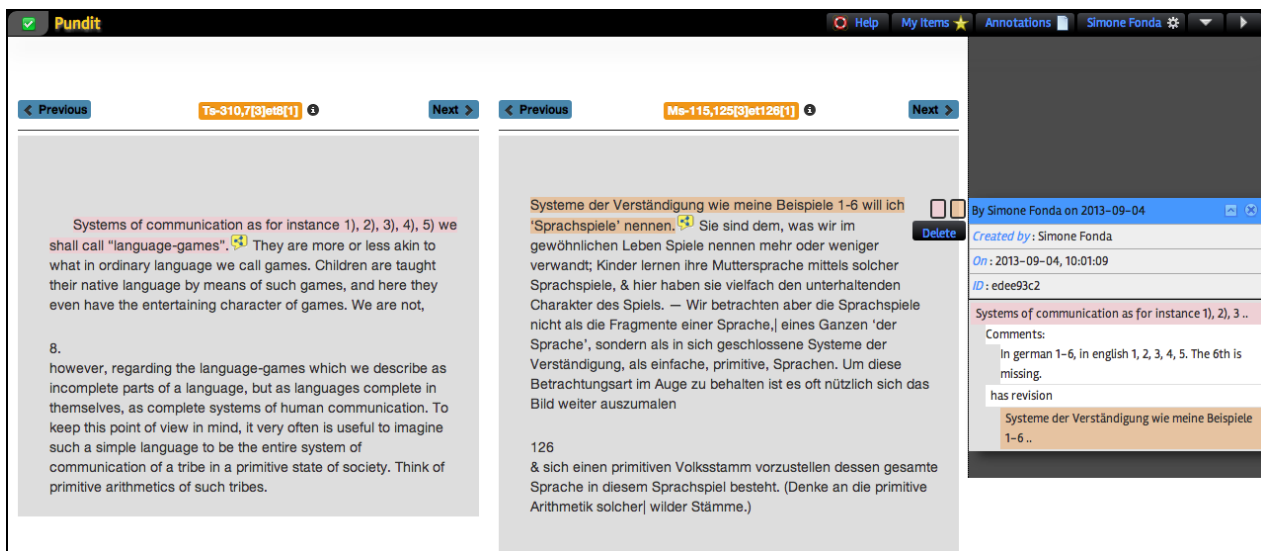 Pundit
Help My Items Annotations Simone Fonda
Previous Ts-310,7[3]et8[1] Next
Systems of communication as for instance 1), 2), 3), 4), 5) we
shall call "language-games". They are more or less akin to
what in ordinary language we call games. Children are taught
their native language by means of such games, and here they
even have the entertaining character of games. We are not,
8.
however, regarding the language-games which we describe as
incomplete parts of a language, but as languages complete in
themselves, as complete systems of human communication. To
keep this point of view in mind, it very often is useful to imagine
such a simple language to be the entire system of
communication of a tribe in a primitive state of society. Think of
primitive arithmetics of such tribes.
Previous Ms-115,125[3]et126[1] Next
Systeme der Verständigung wie meine Beispiele 1-6 will ich
‘Sprachspiele’ nennen. Sie sind dem, was wir im
gewöhnlichen Leben Spiele nennen mehr oder weniger
verwandt; Kinder lernen ihre Muttersprache mittels solcher
Sprachspiele, & hier haben sie vielfach den unterhaltenden
Charakter des Spiels. — Wir betrachten aber die Sprachspiele
nicht als die Fragmente einer Sprache,| eines Ganzen ‘der
Sprache’, sondern als in sich geschlossene Systeme der
Verständigung, als einfache, primitive, Sprachen. Um diese
Betrachtungsart im Auge zu behalten ist es oft nützlich sich das
Bild weiter auszumalen
126
& sich einen primitiven Volksstamm vorzustellen dessen gesamte
Sprache in diesem Sprachspiel besteht. (Denke an die primitive
Arithmetik solcher| wilder Stämme.)
Delete
By Simone Fonda on 2013-09-04
Created by : Simone Fonda
On : 2013-09-04, 10:01:09
ID : edee93c2
Systems of communication as for instance 1), 2), 3 ..
Comments:
In german 1-6, in english 1, 2, 3, 4, 5. The 6th is
missing.
has revision
Systeme der Verständigung wie meine Beispiele
1-6 ..